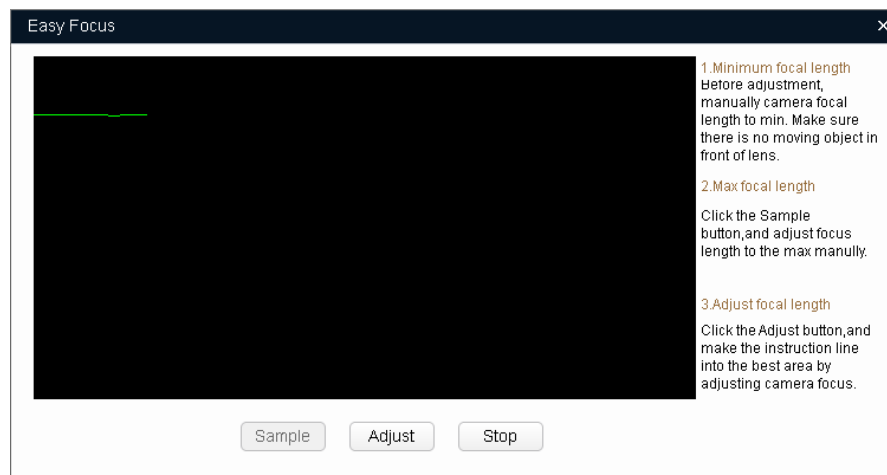 Easy Focus
1.Minimum focal length
Before adjustment,
manually camera focal
length to min. Make sure
there is no moving object in
front of lens.
2.Max focal length
Click the Sample
button,and adjust focus
length to the max manully.
3.Adjust focal length
Click the Adjust button,and
make the instruction line
into the best area by
adjusting camera focus.
Sample Adjust Stop